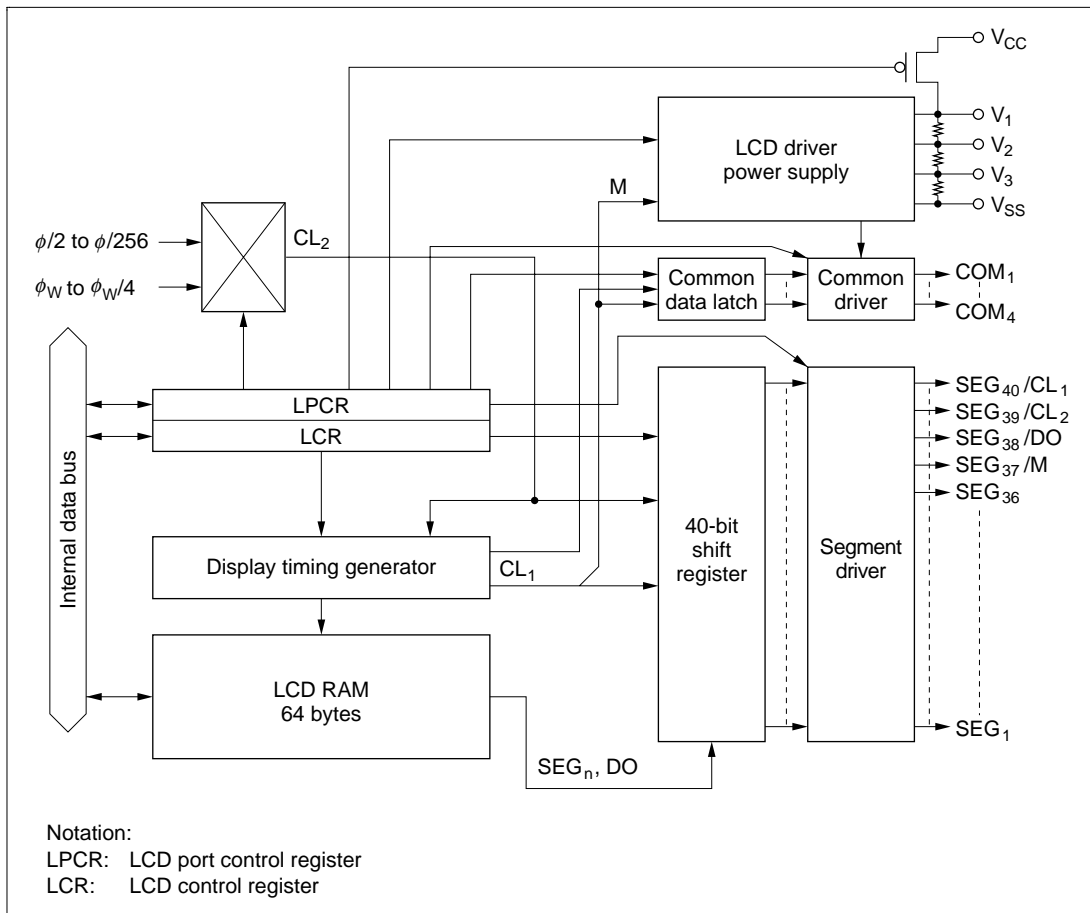 V_CC
V_1
V_2
V_3
V_SS
LCD driver
power supply
M
ϕ/2 to ϕ/256
ϕ_W to ϕ_W/4
CL_2
Common
data latch
Common
driver
COM_1
COM_4
Internal data bus
LPCR
LCR
Display timing generator
CL_1
LCD RAM
64 bytes
SEG_n, DO
40-bit
shift
register
Segment
driver
SEG_40/CL_1
SEG_39/CL_2
SEG_38/DO
SEG_37/M
SEG_36
SEG_1
Notation:
LPCR: LCD port control register
LCR: LCD control register